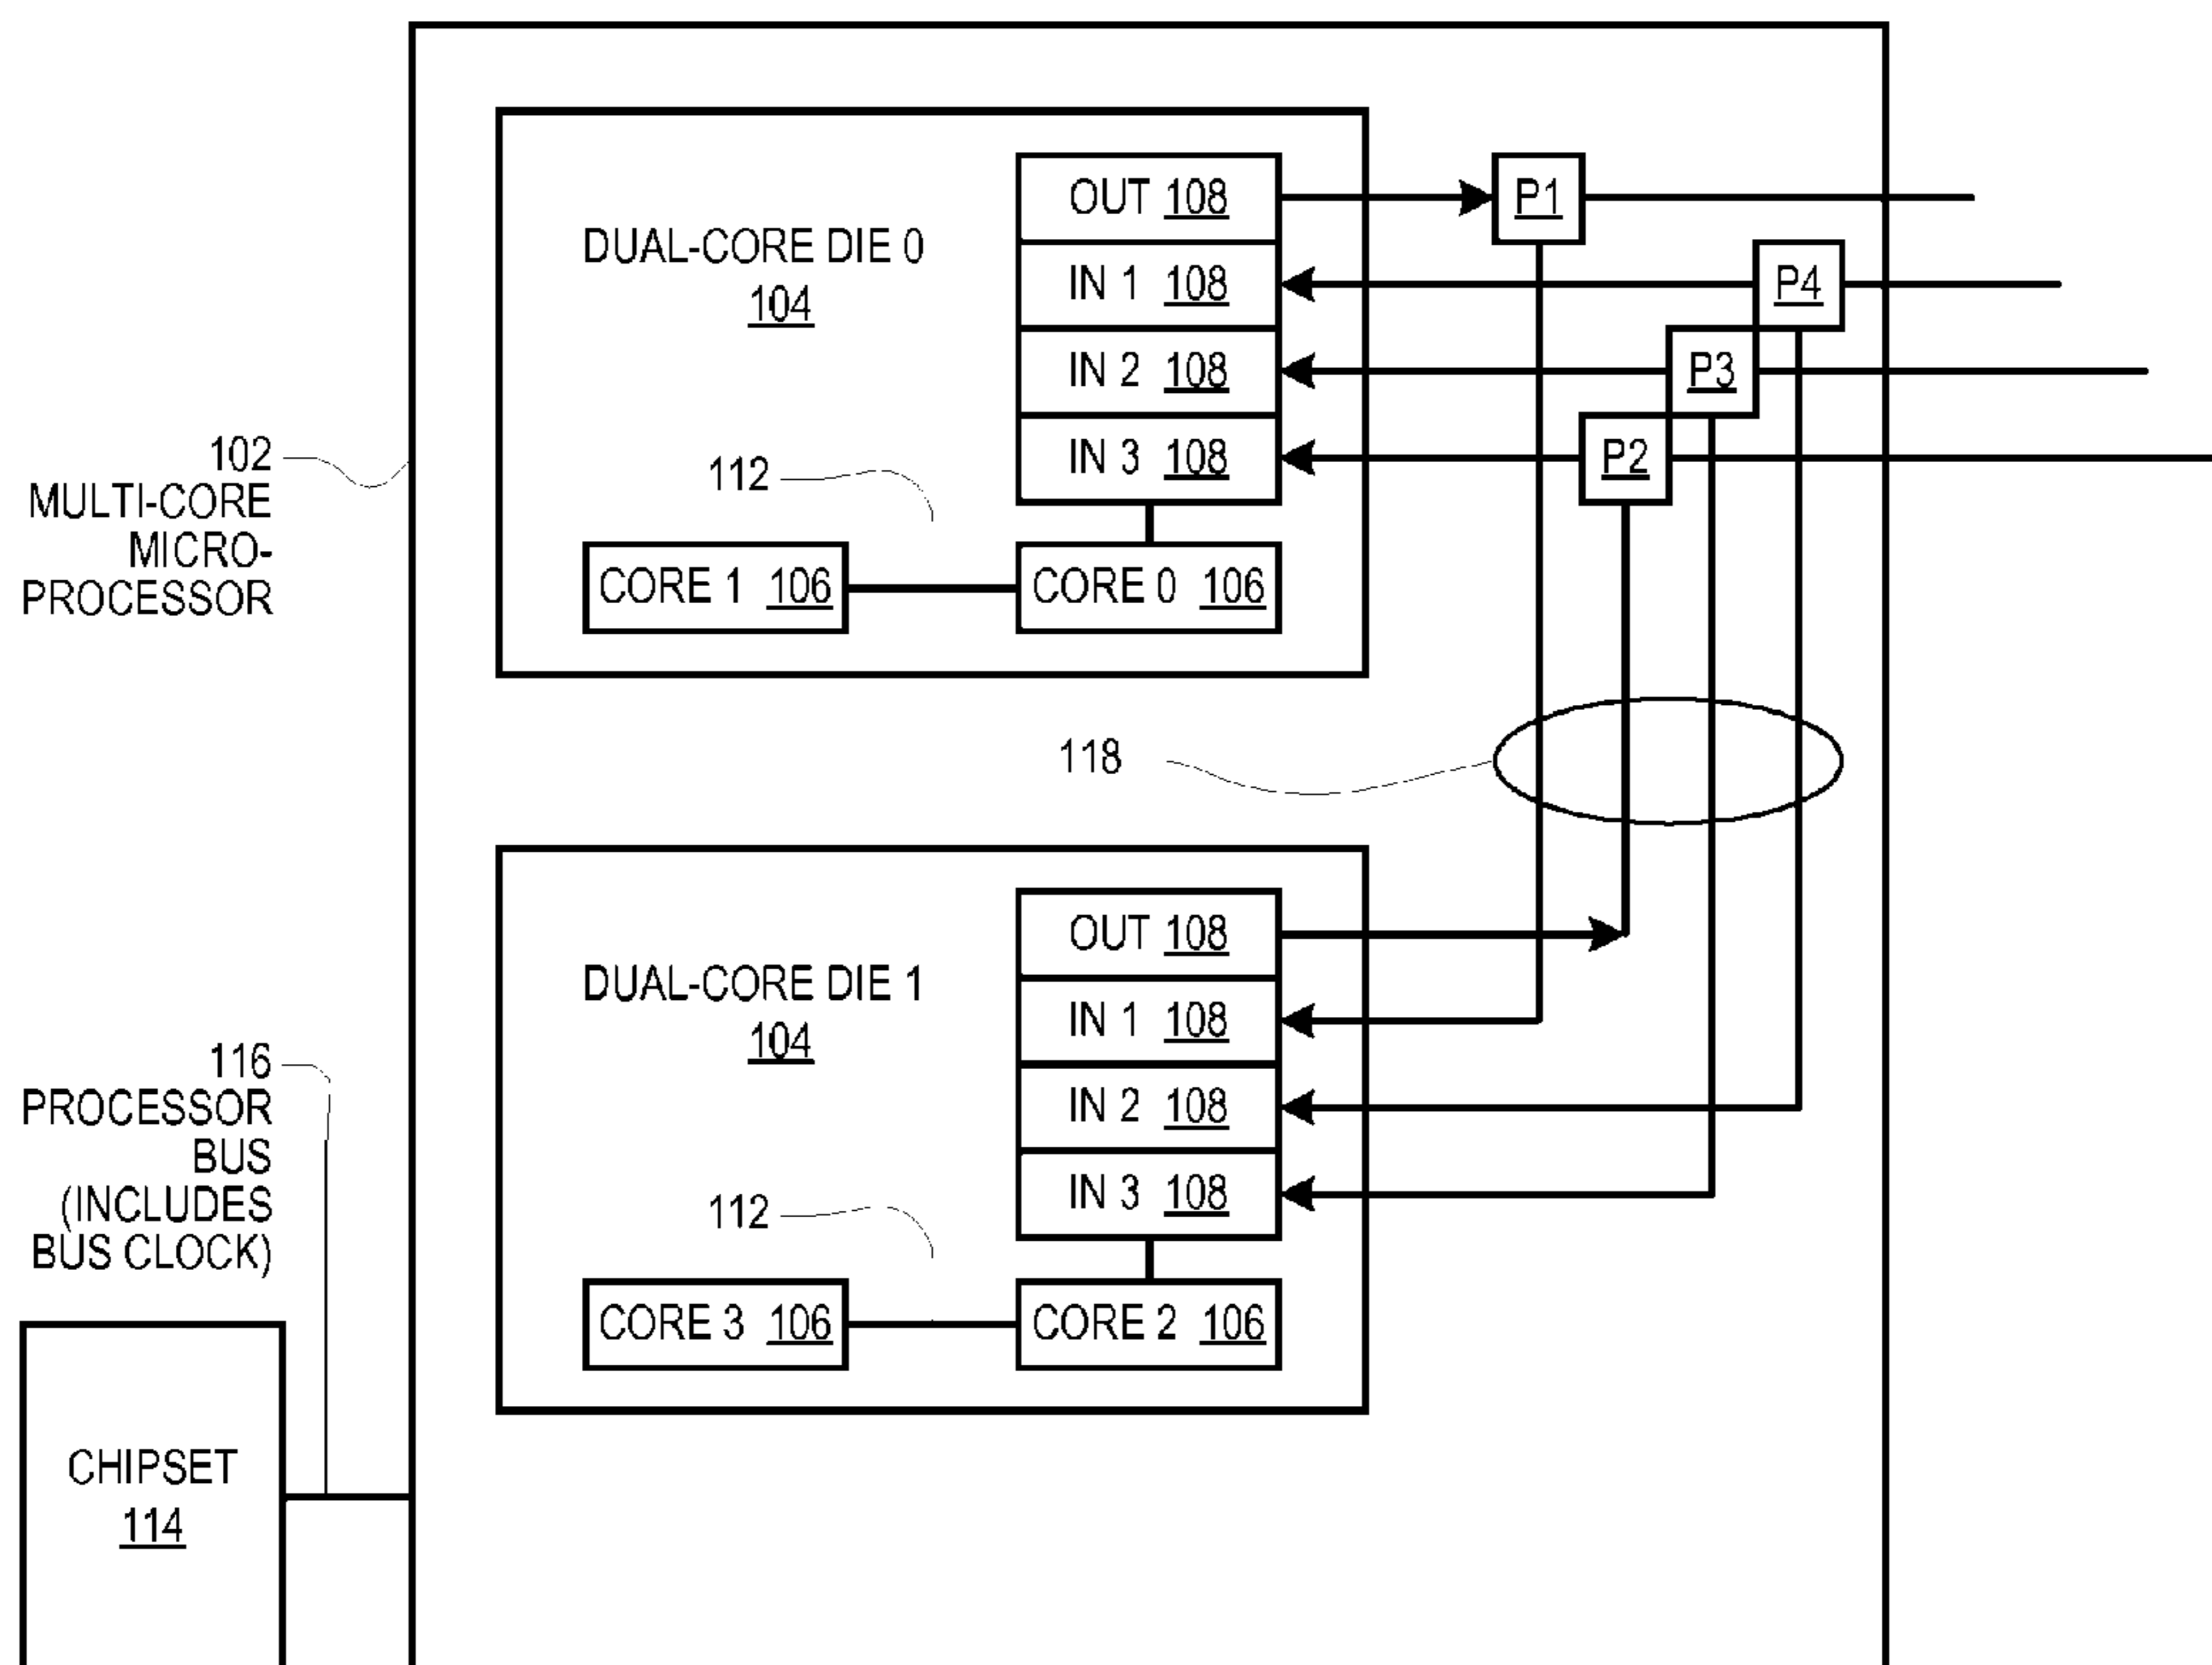 OUT 108
P1
DUAL-CORE DIE 0
104
IN 1 108
P4
IN 2 108
P3
IN 3 108
P2
102
MULTI-CORE
MICRO-
PROCESSOR
112
CORE 1 106
CORE 0 106
118
OUT 108
DUAL-CORE DIE 1
104
IN 1 108
IN 2 108
IN 3 108
116
PROCESSOR
BUS
(INCLUDES
BUS CLOCK)
112
CORE 3 106
CORE 2 106
CHIPSET
114